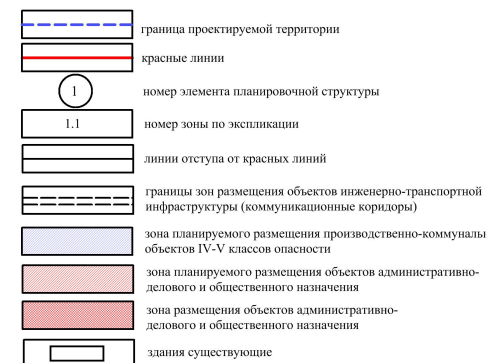 граница проектируемой территории
красные линии
1 номер элемента планировочной структуры
1.1 номер зоны по экспликации
линии отступа от красных линий
границы зон размещения объектов инженерно-транспортной
инфраструктуры (коммуникационные коридоры)
зона планируемого размещения производственно-коммуналы
объектов IV-V классов опасности
зона планируемого размещения объектов административно-
делового и общественного назначения
зона размещения объектов административно-
делового и общественного назначения
здания существующие